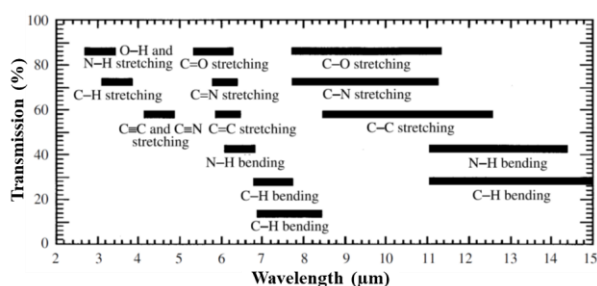 100
80
60
40
20
0
Transmission (%)
O–H and
N–H stretching
C=O stretching
C–O stretching
C–H stretching
C=N stretching
C–N stretching
C≡C and C≡N
stretching
C=C stretching
C–C stretching
N–H bending
N–H bending
C–H bending
C–H bending
C–H bending
2 3 4 5 6 7 8 9 10 11 12 13 14 15
Wavelength (µm)